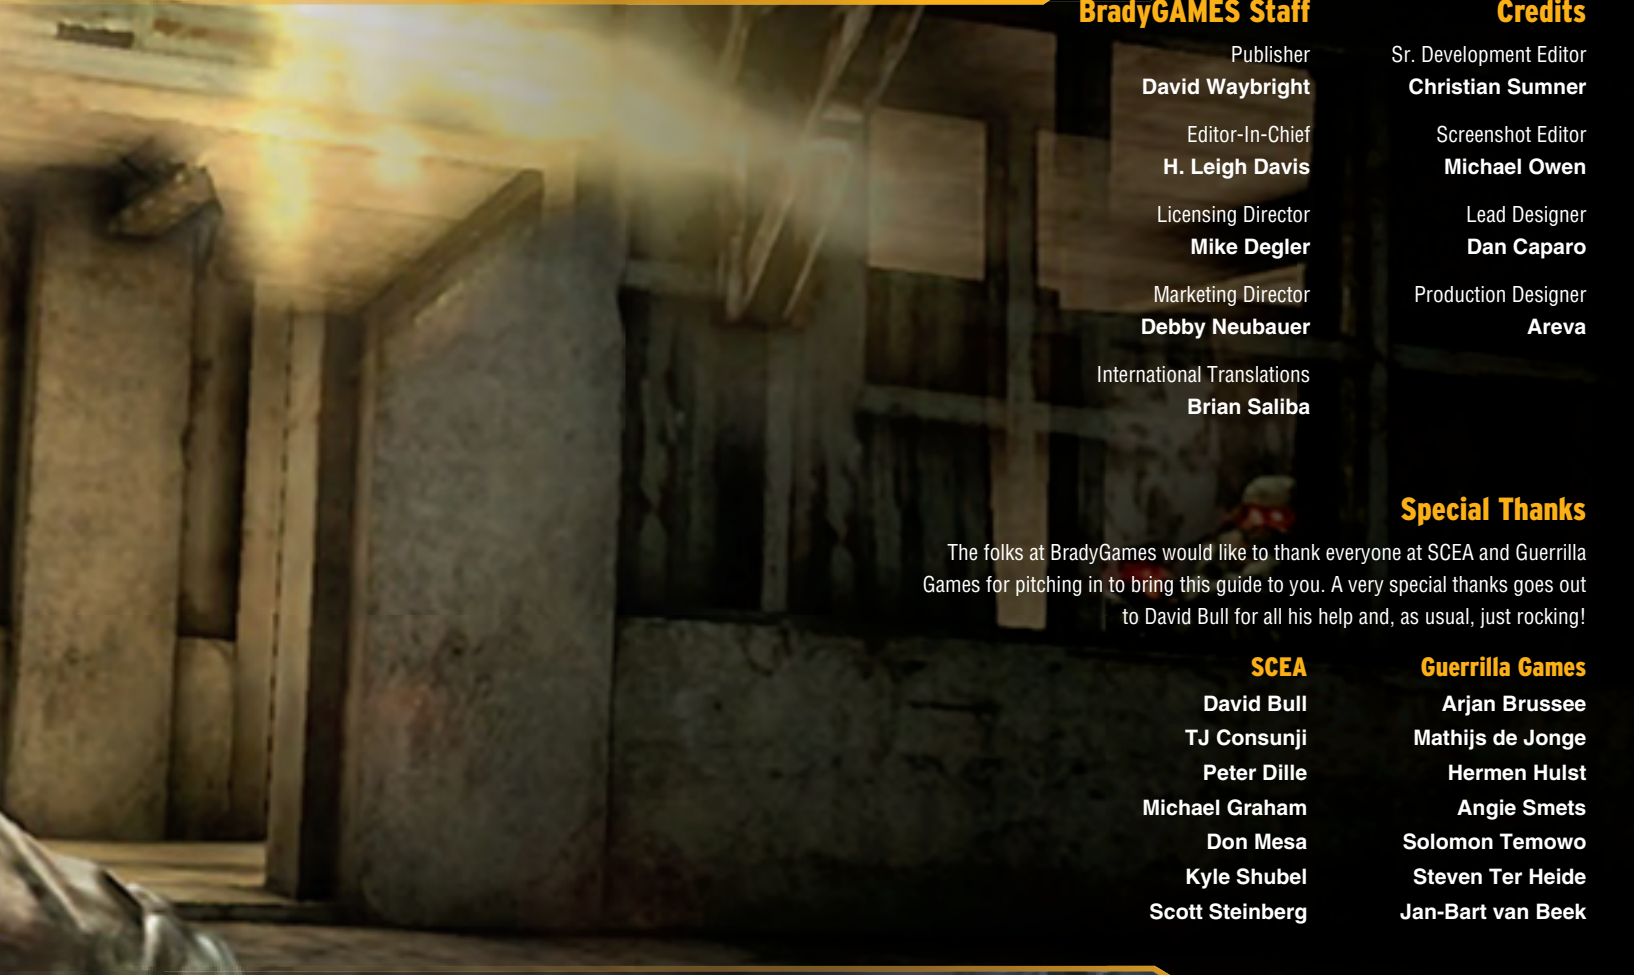 BradyGAMES Staff
Publisher
David Waybright
Editor-In-Chief
H. Leigh Davis
Licensing Director
Mike Degler
Marketing Director
Debby Neubauer
International Translations
Brian Saliba
Credits
Sr. Development Editor
Christian Sumner
Screenshot Editor
Michael Owen
Lead Designer
Dan Caparo
Production Designer
Areva
Special Thanks
The folks at BradyGames would like to thank everyone at SCEA and Guerrilla
Games for pitching in to bring this guide to you. A very special thanks goes out
to David Bull for all his help and, as usual, just rocking!
SCEA
David Bull
TJ Consunji
Peter Dille
Michael Graham
Don Mesa
Kyle Shubel
Scott Steinberg
Guerrilla Games
Arjan Brussee
Mathijs de Jonge
Hermen Hulst
Angie Smets
Solomon Temowo
Steven Ter Heide
Jan-Bart van Beek